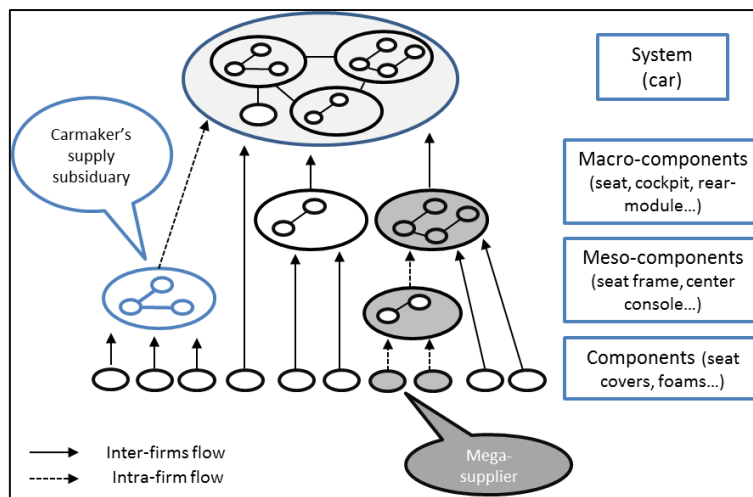 System
(car)
Carmaker's
supply
subsiduary
Macro-components
(seat, cockpit, rear-
module...)
Meso-components
(seat frame, center
console...)
Components (seat
covers, foams...)
Mega-
supplier
Inter-firms flow
Intra-firm flow